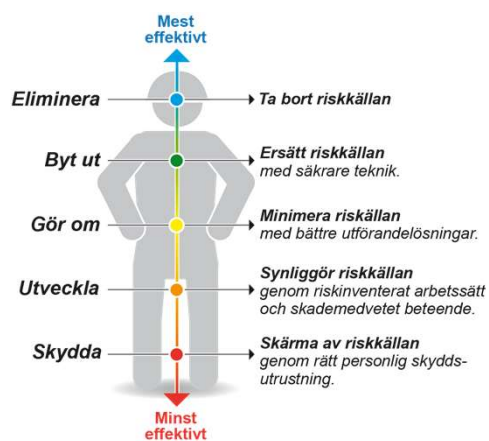 Mest
effektivt
Eliminera
Ta bort riskkällan
Byt ut
Ersätt riskkällan
med säkrare teknik.
Gör om
Minimera riskällan
med bättre utförandelösningar.
Utveckla
Synliggör riskkällan
genom riskinventerat arbetssätt
och skademedvetet beteende.
Skydda
Skärma av riskkällan
genom rätt personlig skydds-
utrustning.
Minst
effektivt